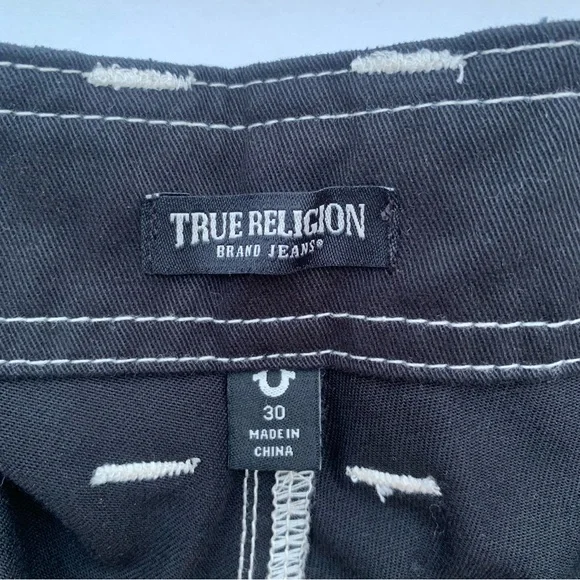 TRUE RELIGION
BRAND JEANS®
30
MADE IN
CHINA